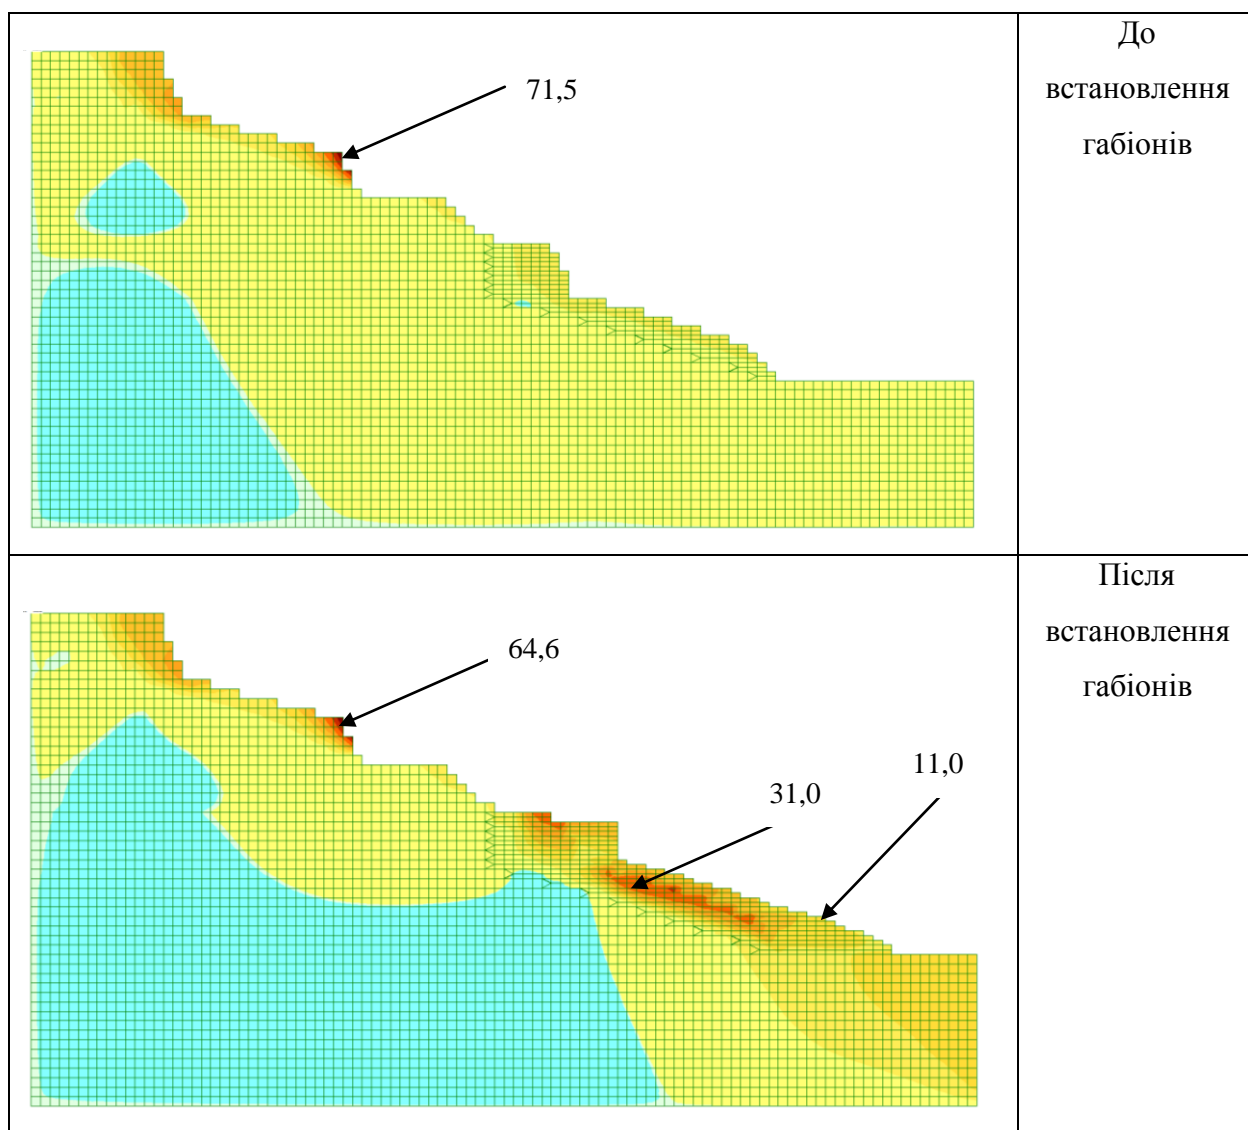 71,5
До
встановлення
габіонів
64,6
31,0
11,0
Після
встановлення
габіонів